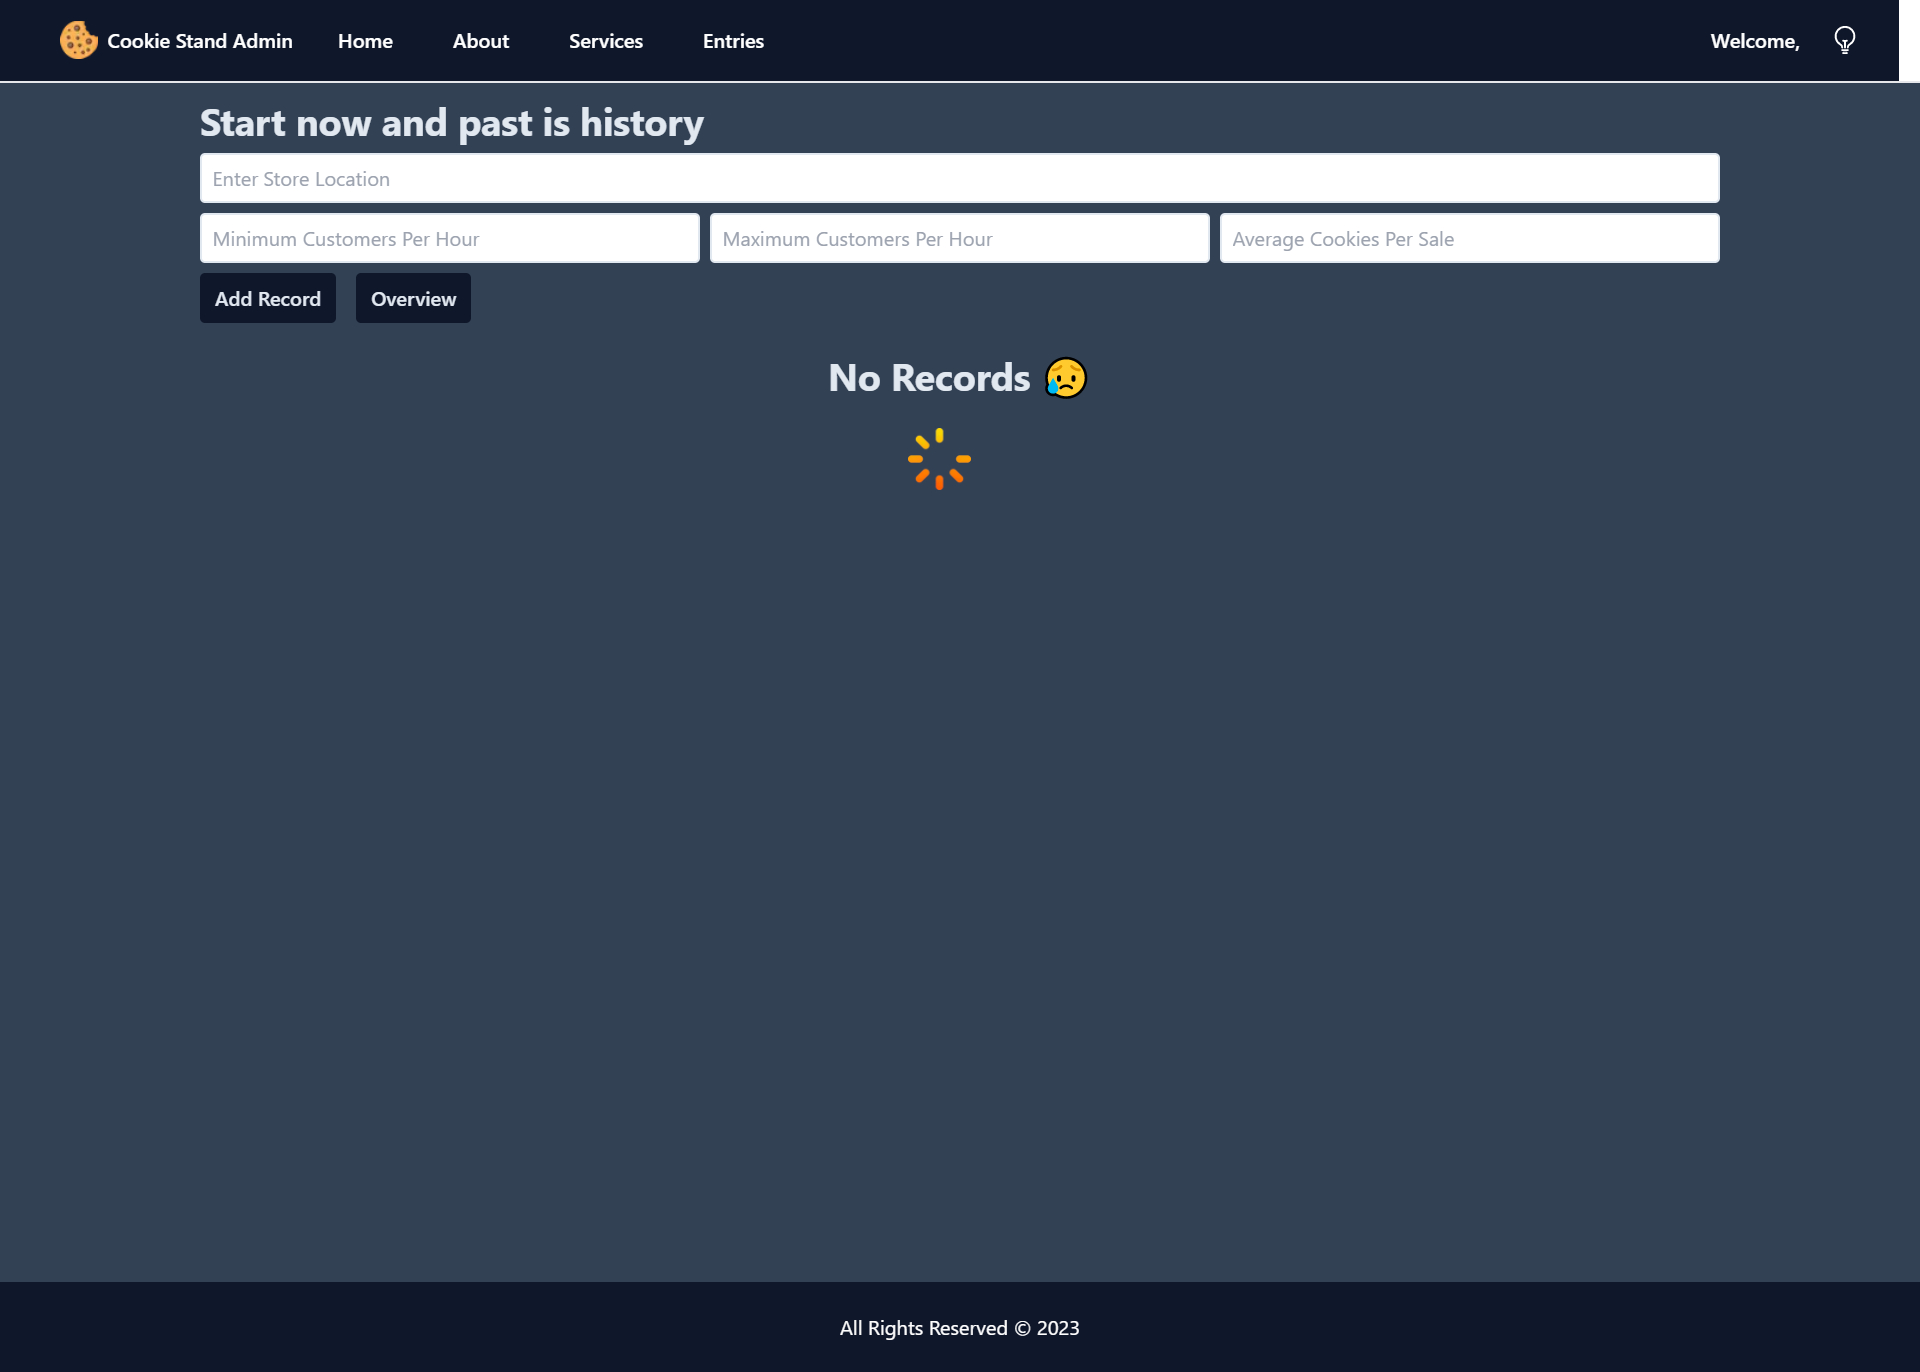 Cookie Stand Admin Home About Services Entries Welcome,
Start now and past is history
Enter Store Location
Minimum Customers Per Hour Maximum Customers Per Hour Average Cookies Per Sale
Add Record Overview
No Records 😥
All Rights Reserved © 2023